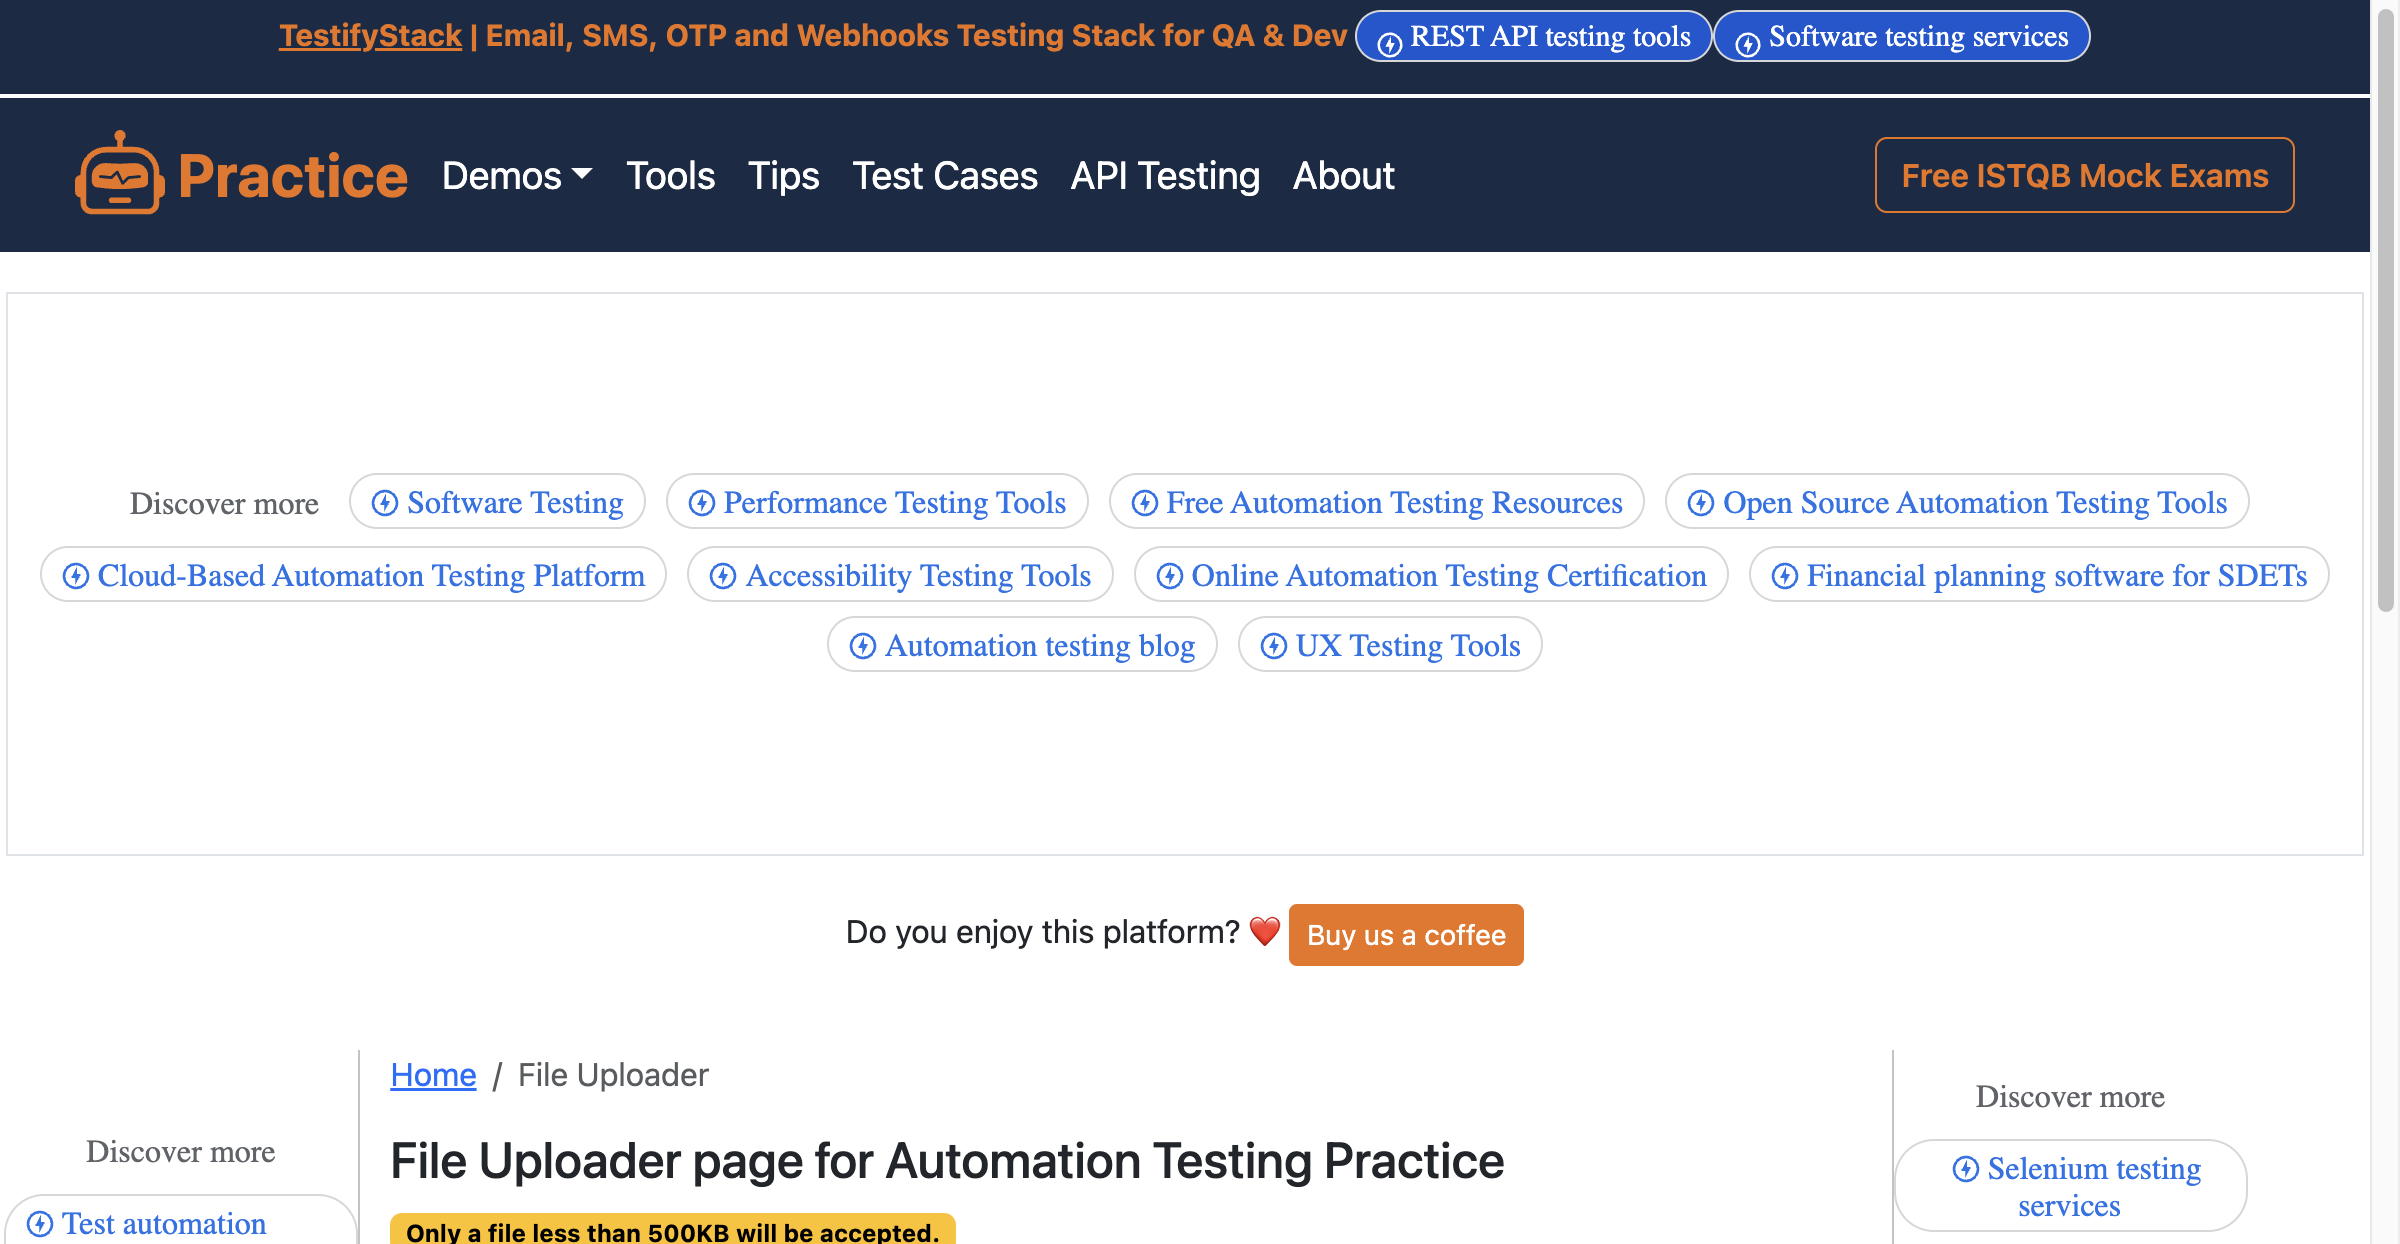 TestifyStack | Email, SMS, OTP and Webhooks Testing Stack for QA & Dev REST API testing tools Software testing services
Practice Demos Tools Tips Test Cases API Testing About Free ISTQB Mock Exams
Discover more Software Testing Performance Testing Tools Free Automation Testing Resources Open Source Automation Testing Tools
Cloud-Based Automation Testing Platform Accessibility Testing Tools Online Automation Testing Certification Financial planning software for SDETs
Automation testing blog UX Testing Tools
Do you enjoy this platform? ❤️ Buy us a coffee
Home / File Uploader
File Uploader page for Automation Testing Practice
Only a file less than 500KB will be accepted.
Discover more
Test automation
Discover more
Selenium testing
services